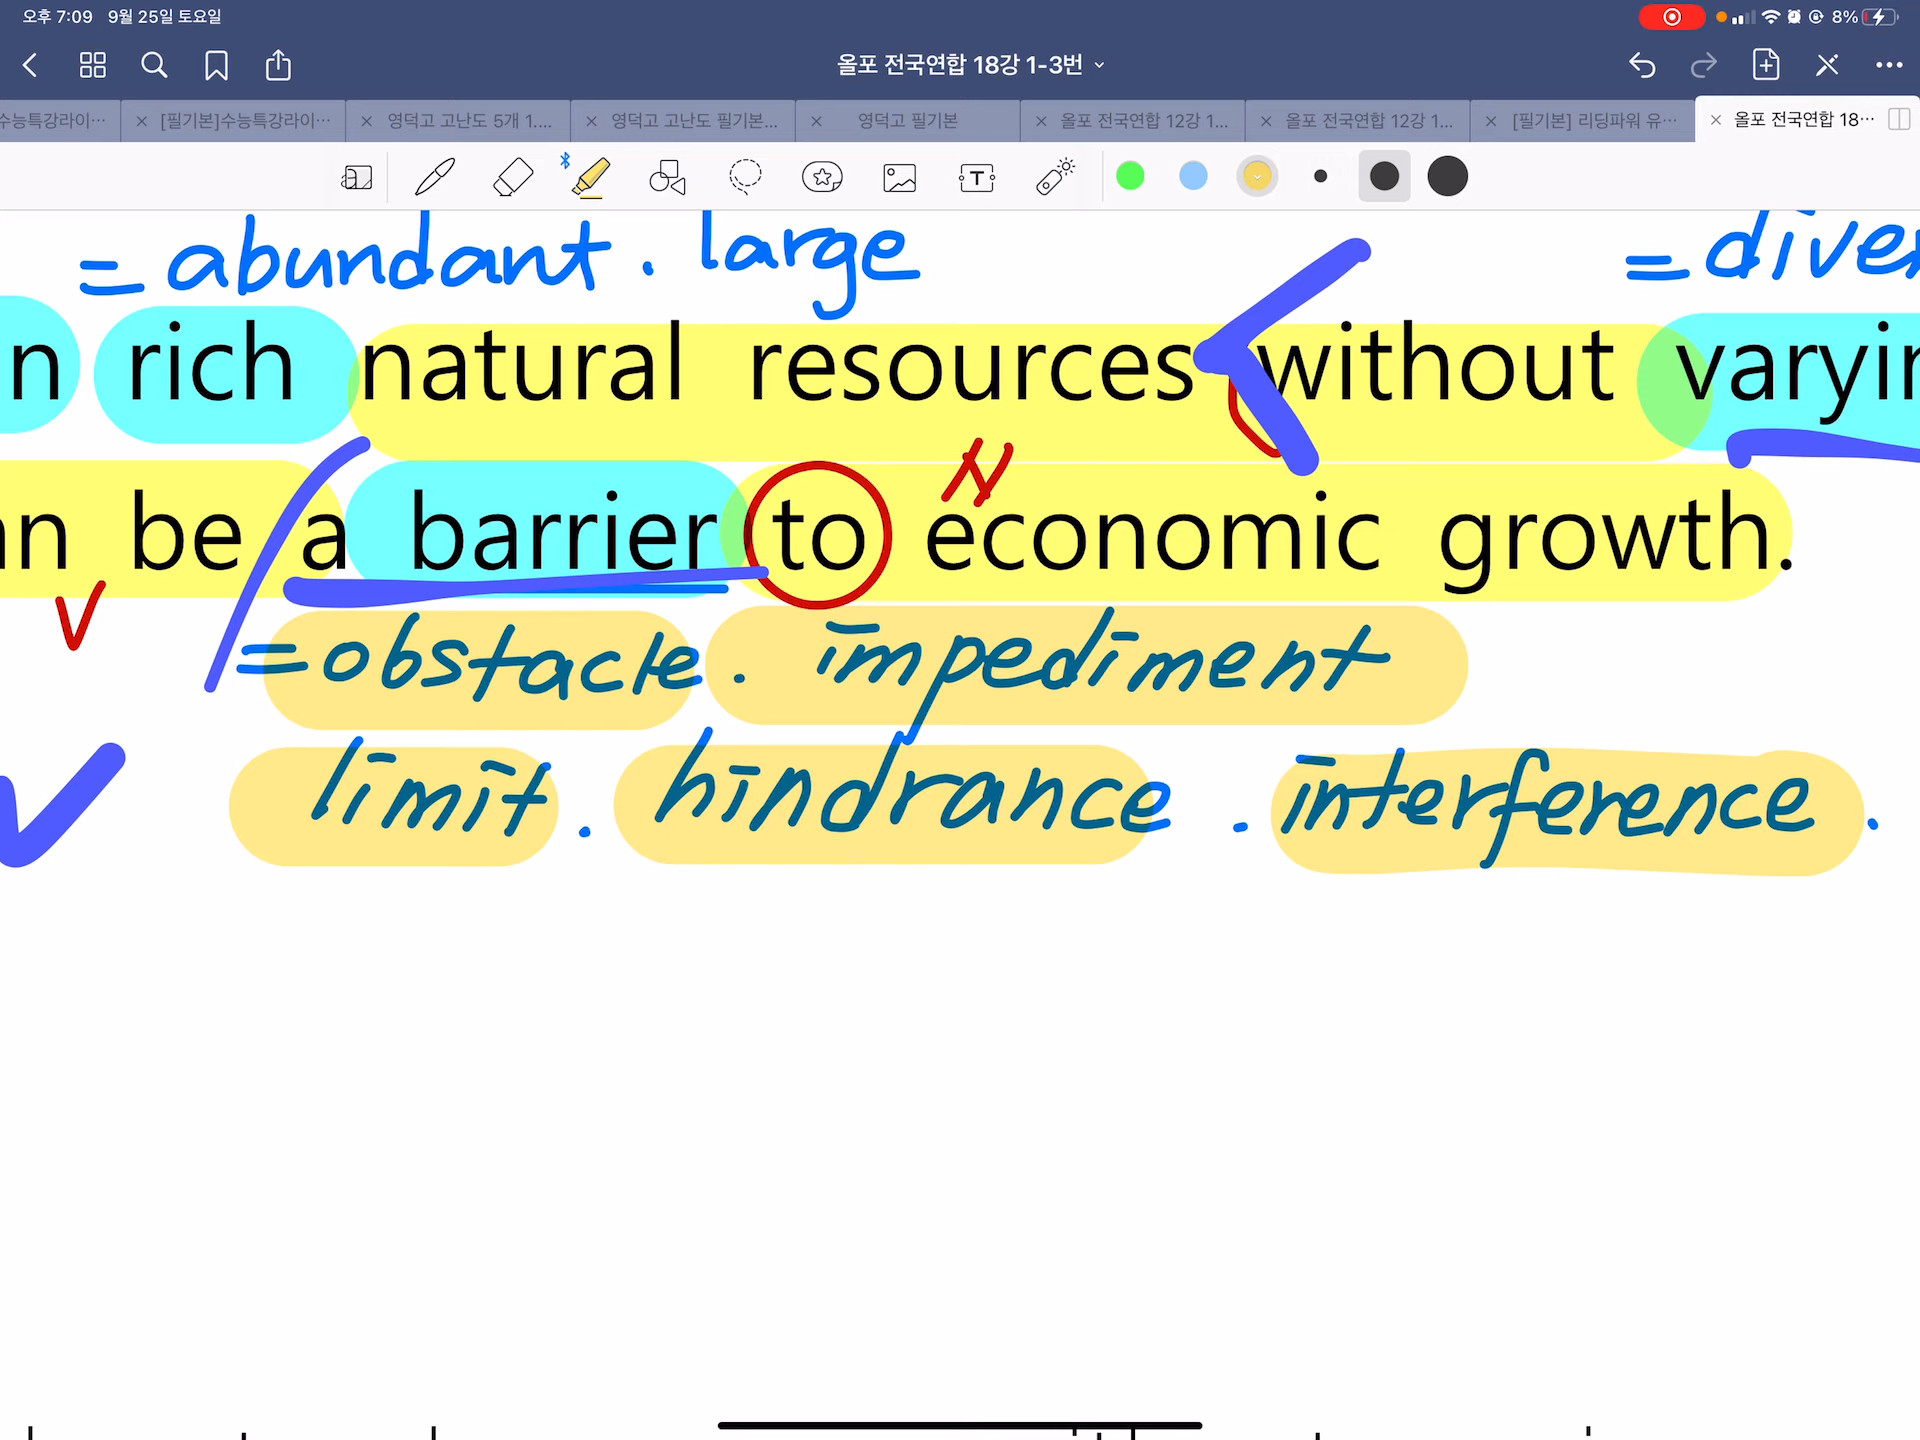 오후 7:09 9월 25일 토요일 8%
올포 전국연합 18강 1-3번
수능특강라이… × [필기본]수능특강라이… × 영덕고 고난도 5개 1.… × 영덕고 고난도 필기본… × 영덕고 필기본 × 올포 전국연합 12강 1… × 올포 전국연합 12강 1… × [필기본] 리딩파워 유… × 올포 전국연합 18…
= abundant . large = diver
n rich natural resources without varyin
N
an be a barrier to economic growth.
V
= obstacle . impediment
limit . hindrance . interference .